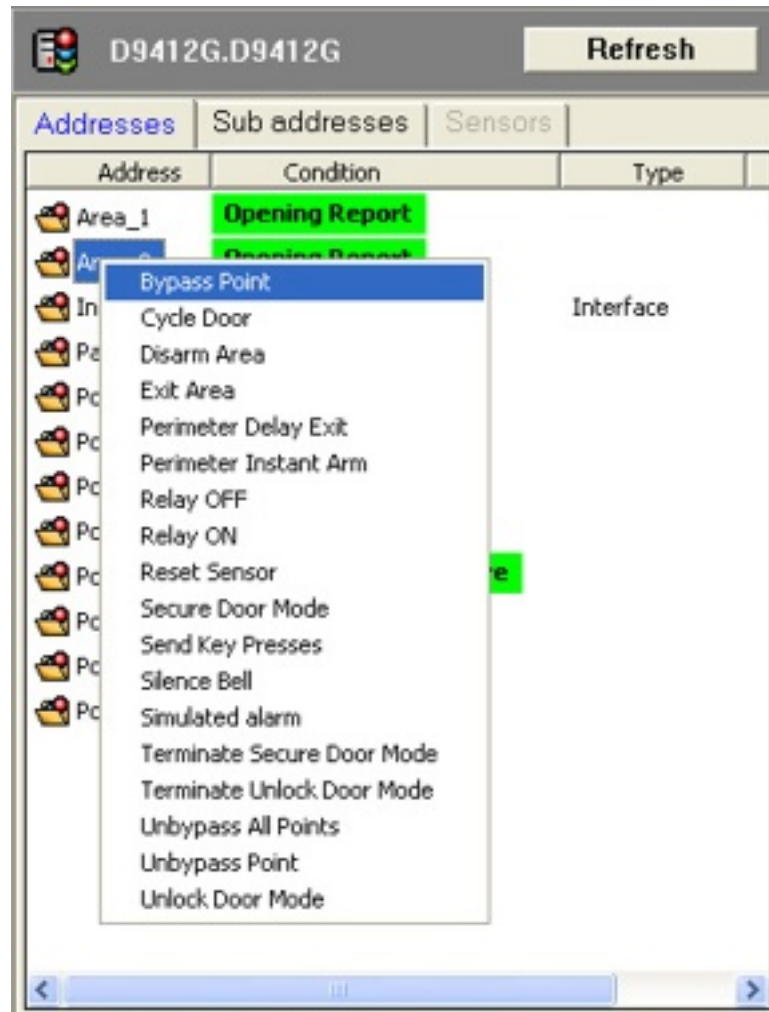 D9412G.D9412G Refresh
Addresses Sub addresses Sensors
Address Condition Type
Area_1 Opening Report
Opening Report
Bypass Point
Cycle Door
Interface
Disarm Area
Exit Area
Perimeter Delay Exit
Perimeter Instant Arm
Relay OFF
Relay ON
Reset Sensor
Secure Door Mode
Send Key Presses
Silence Bell
Simulated alarm
Terminate Secure Door Mode
Terminate Unlock Door Mode
Unbypass All Points
Unbypass Point
Unlock Door Mode